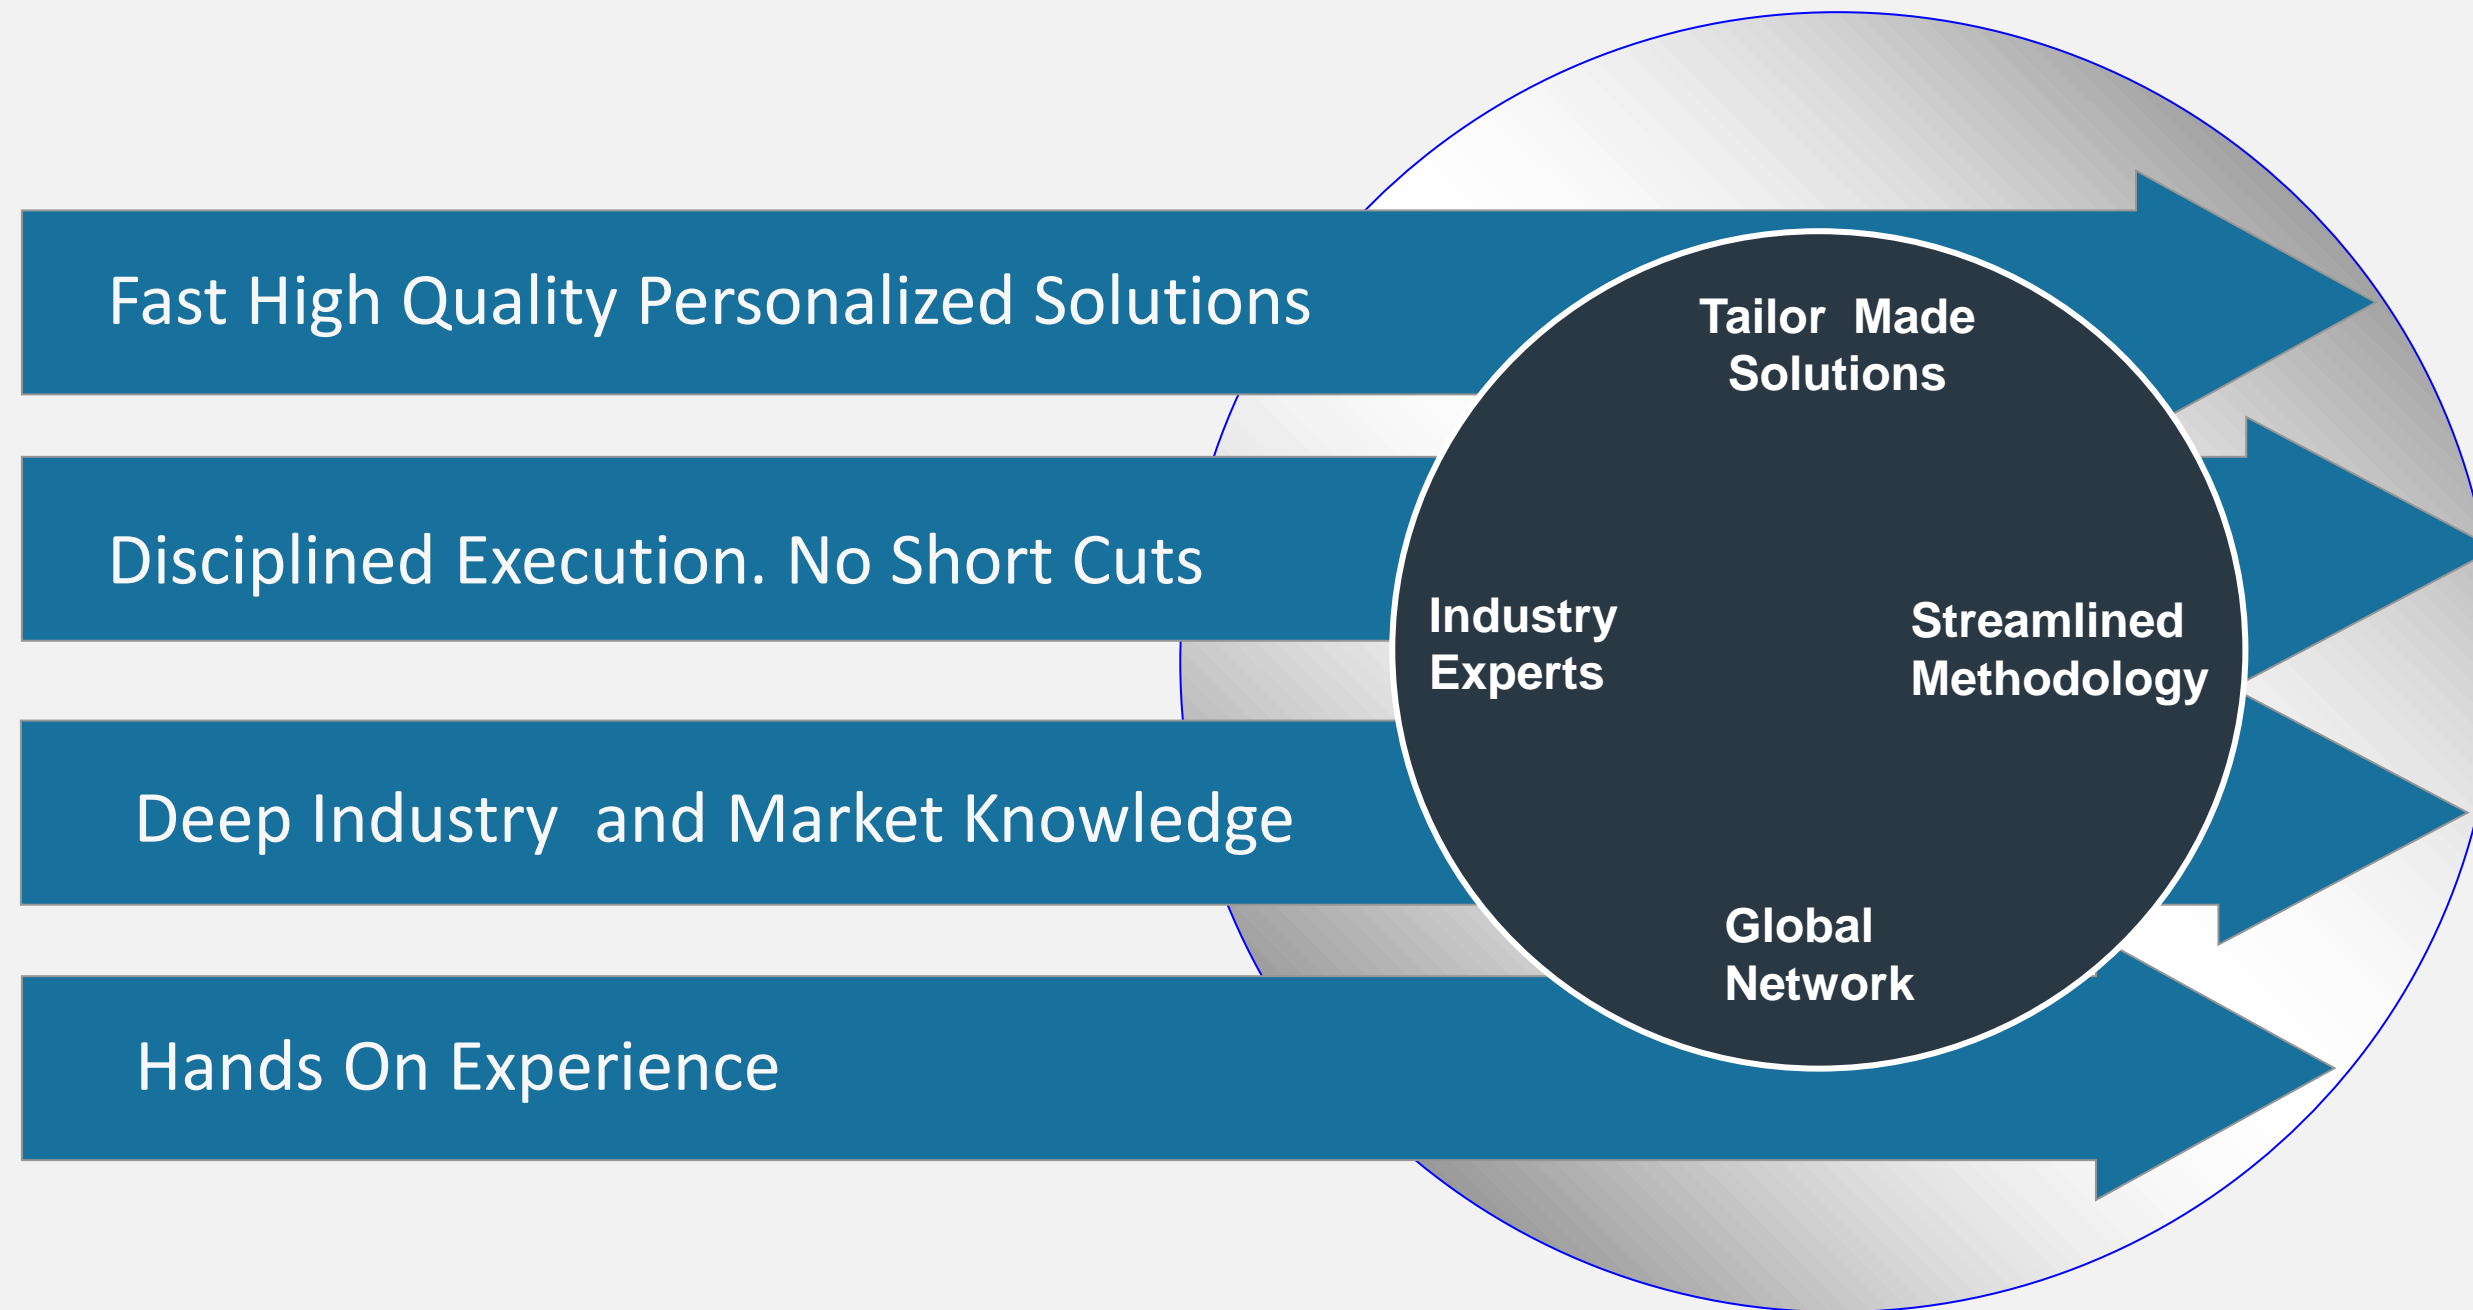 Fast High Quality Personalized Solutions
Tailor Made
Solutions
Disciplined Execution. No Short Cuts
Industry
Experts
Streamlined
Methodology
Deep Industry and Market Knowledge
Global
Network
Hands On Experience